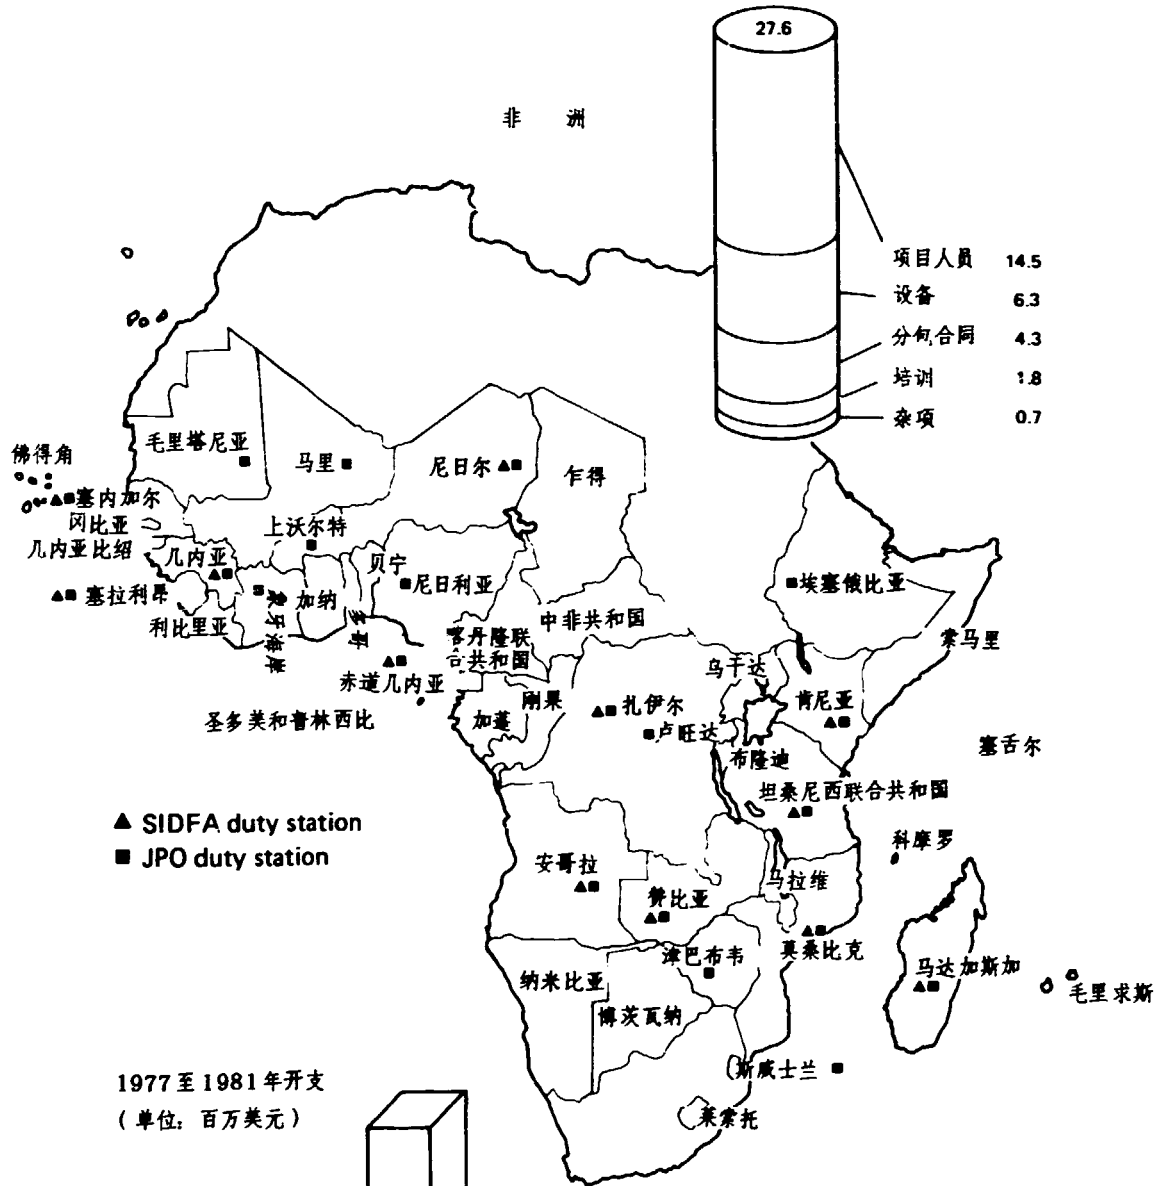 27.6
非 洲
项目人员 14.5
设备 6.3
分包合同 4.3
培训 1.8
杂项 0.7
毛里塔尼亚
马里
尼日尔
乍得
佛得角
塞内加尔
冈比亚
几内亚比绍
上沃尔特
几内亚
贝宁
尼日利亚
埃塞俄比亚
塞拉利昂
象牙海岸
加纳
多哥
利比里亚
中非共和国
喀丹隆联
合共和国
索马里
乌干达
赤道几内亚
刚果
扎伊尔
肯尼亚
圣多美和普林西比
加蓬
卢旺达
布隆迪
塞舌尔
坦桑尼西联合共和国
▲ SIDFA duty station
■ JPO duty station
科摩罗
安哥拉
马拉维
赞比亚
莫桑比克
津巴布韦
马达加斯加
纳米比亚
毛里求斯
博茨瓦纳
斯威士兰
1977至1981年开支
(单位: 百万美元)
莱索托